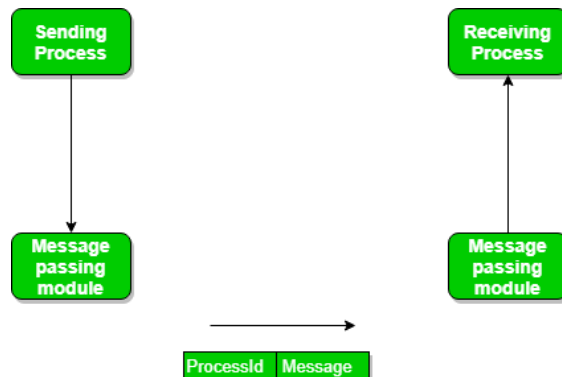 Sending
Process
Receiving
Process
Message
passing
module
Message
passing
module
ProcessId Message